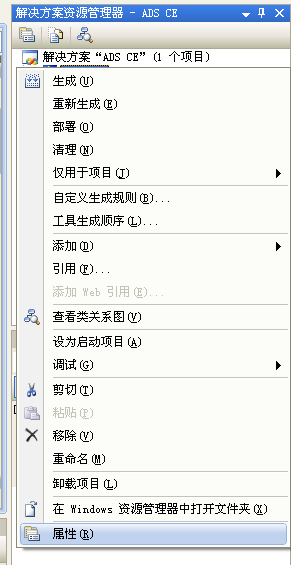 解决方案资源管理器 - ADS CE
解决方案“ADS CE”(1 个项目)
生成(U)
重新生成(E)
部署(O)
清理(N)
仅用于项目(J)
自定义生成规则(B)...
工具生成顺序(L)...
添加(D)
引用(F)...
添加 Web 引用(E)...
查看类关系图(V)
设为启动项目(A)
调试(G)
剪切(T)
粘贴(P)
移除(V)
重命名(M)
卸载项目(L)
在 Windows 资源管理器中打开文件夹(X)
属性(R)